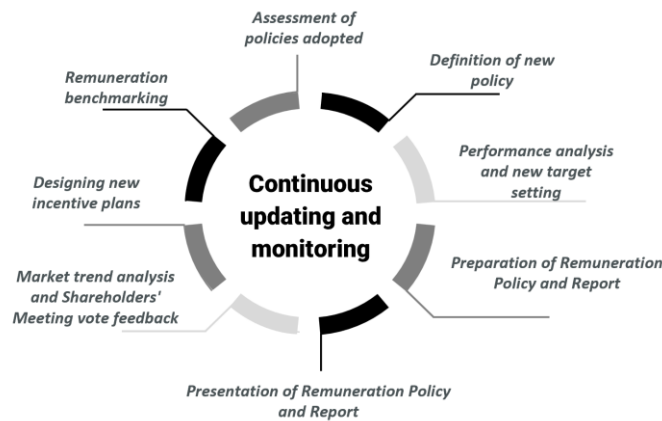 Assessment of
policies adopted
Definition of new
policy
Performance analysis
and new target
setting
Preparation of Remuneration
Policy and Report
Presentation of Remuneration Policy
and Report
Market trend analysis
and Shareholders'
Meeting vote feedback
Designing new
incentive plans
Remuneration
benchmarking
Continuous
updating and
monitoring